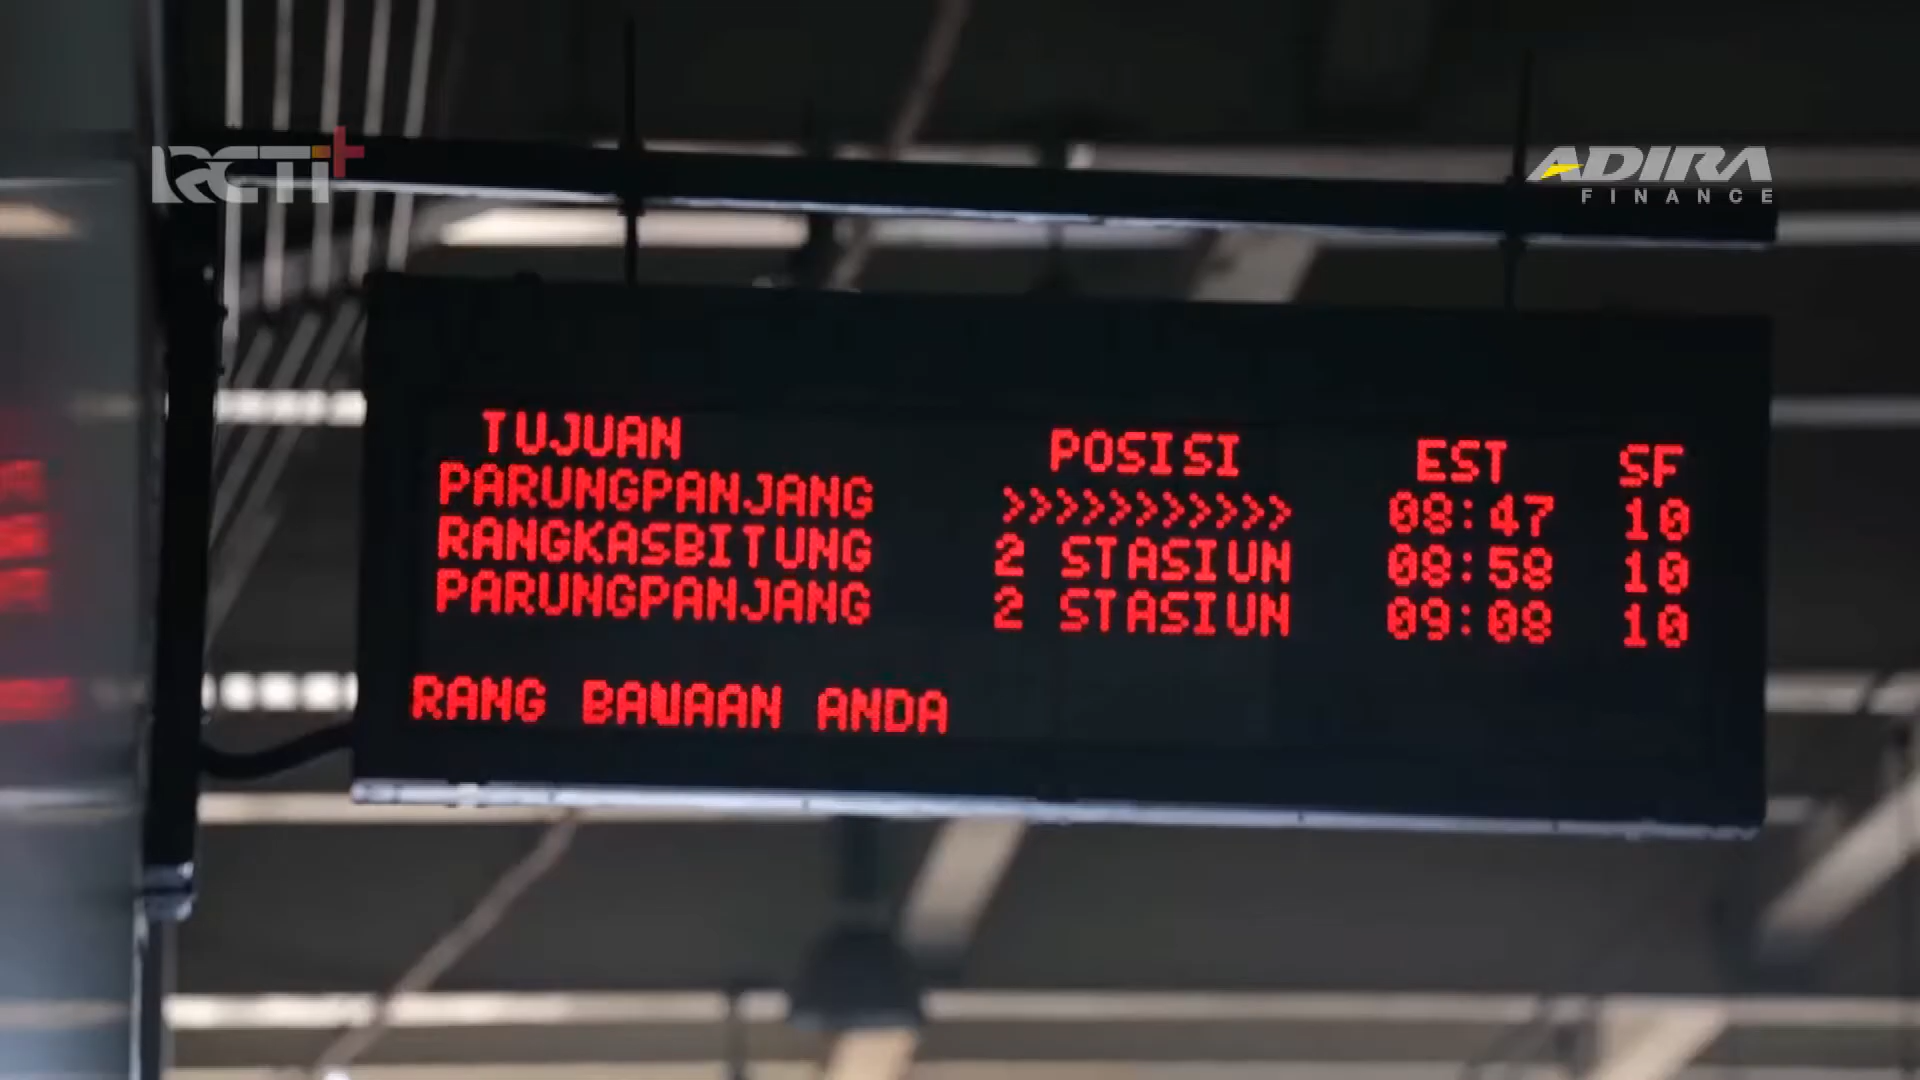 RCTI+
ADIRA
FINANCE
TUJUAN POSISI EST SF
PARUNGPANJANG >>>>>>>>>>> 08:47 10
RANGKASBITUNG 2 STASIUN 08:58 10
PARUNGPANJANG 2 STASIUN 09:08 10
RANG BAWAAN ANDA